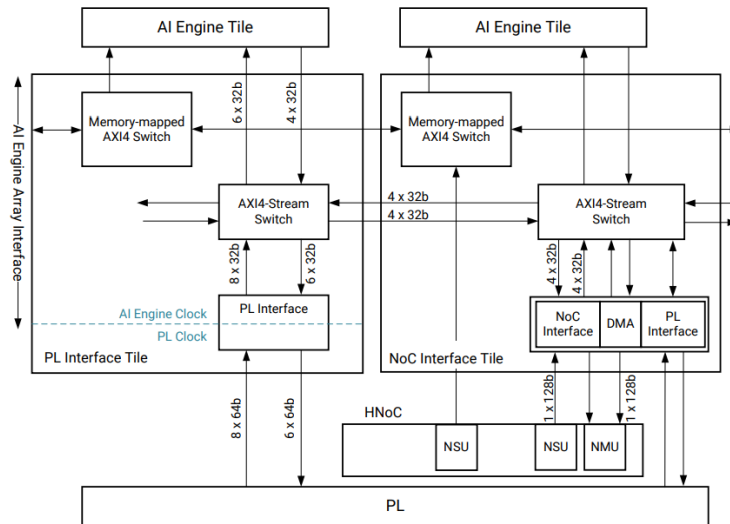 AI Engine Tile
AI Engine Tile
AI Engine Array Interface
6 x 32b
4 x 32b
Memory-mapped
AXI4 Switch
Memory-mapped
AXI4 Switch
AXI4-Stream
Switch
4 x 32b
4 x 32b
AXI4-Stream
Switch
8 x 32b
6 x 32b
4 x 32b
4 x 32b
PL Interface
AI Engine Clock
PL Clock
NoC
Interface
DMA
PL
Interface
PL Interface Tile
NoC Interface Tile
8 x 64b
6 x 64b
1 x 128b
1 x 128b
HNoC
NSU
NSU
NMU
PL